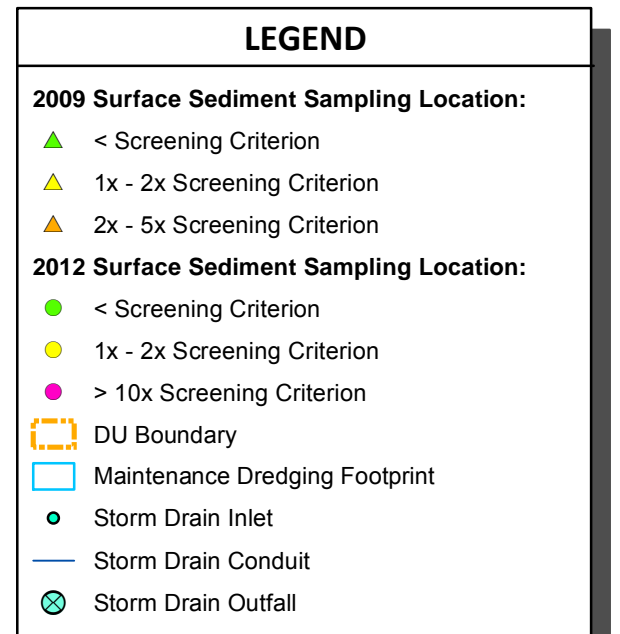 LEGEND
2009 Surface Sediment Sampling Location:
< Screening Criterion
1x - 2x Screening Criterion
2x - 5x Screening Criterion
2012 Surface Sediment Sampling Location:
< Screening Criterion
1x - 2x Screening Criterion
> 10x Screening Criterion
DU Boundary
Maintenance Dredging Footprint
Storm Drain Inlet
Storm Drain Conduit
Storm Drain Outfall